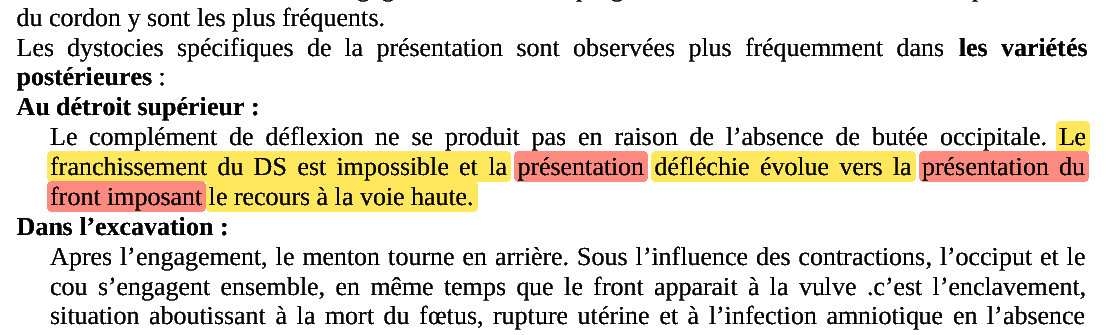 du cordon y sont les plus fréquents.
Les dystocies spécifiques de la présentation sont observées plus fréquemment dans les variétés
postérieures :
Au détroit supérieur :
Le complément de déflexion ne se produit pas en raison de l’absence de butée occipitale. Le
franchissement du DS est impossible et la présentation défléchie évolue vers la présentation du
front imposant le recours à la voie haute.
Dans l’excavation :
Apres l’engagement, le menton tourne en arrière. Sous l’influence des contractions, l’occiput et le
cou s’engagent ensemble, en même temps que le front apparait à la vulve .c’est l’enclavement,
situation aboutissant à la mort du fœtus, rupture utérine et à l’infection amniotique en l’absence